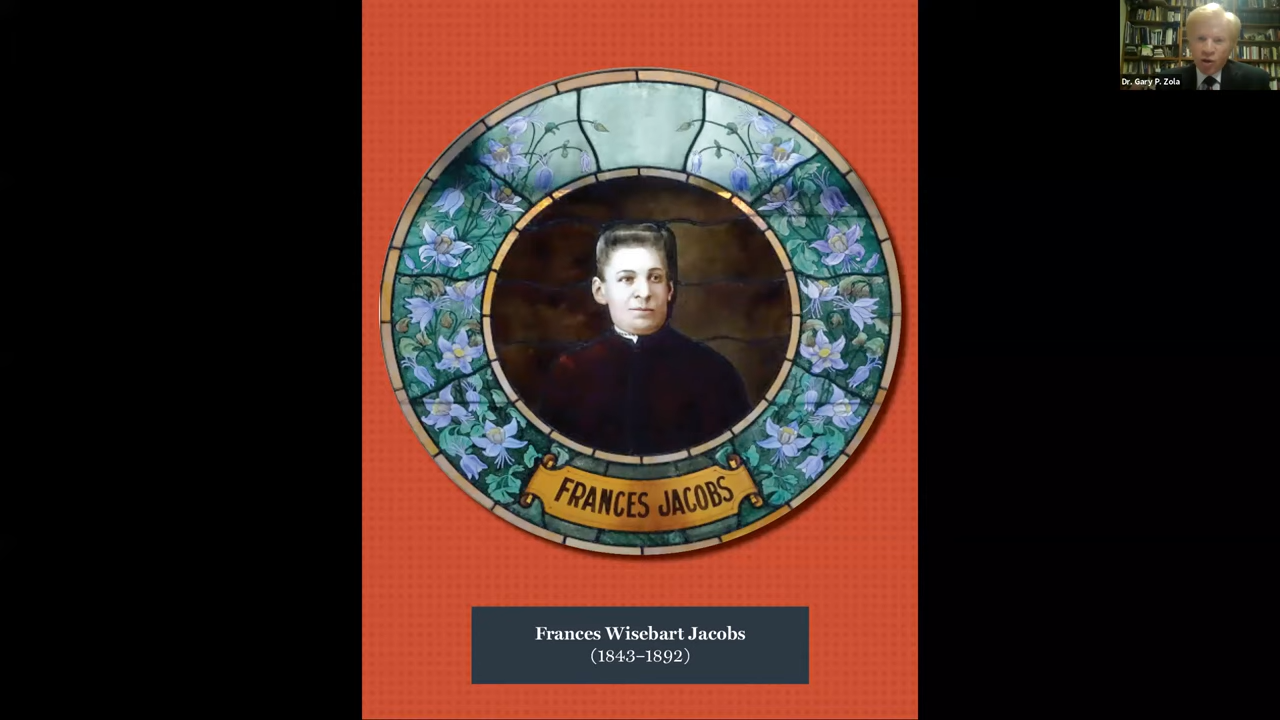 Dr. Gary P. Zola
FRANCES JACOBS
Frances Wisebart Jacobs
(1843–1892)